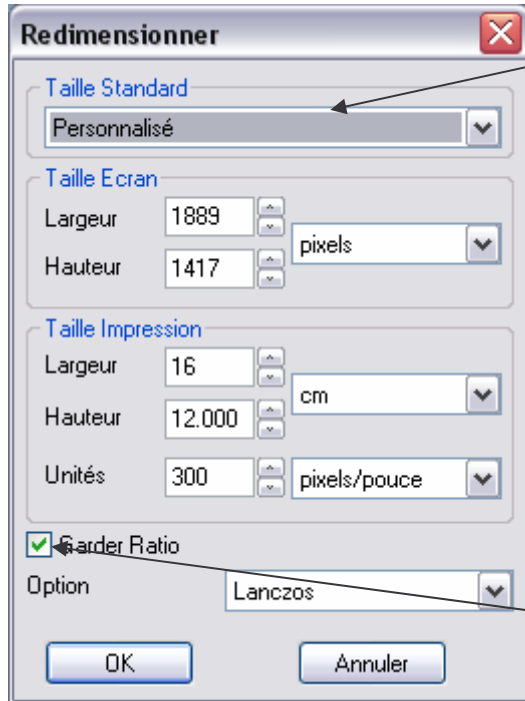 Redimensionner
Taille Standard
Personnalisé
Taille Ecran
Largeur 1889
pixels
Hauteur 1417
Taille Impression
Largeur 16
cm
Hauteur 12.000
Unités 300 pixels/pouce
Garder Ratio
Option Lanczos
OK Annuler